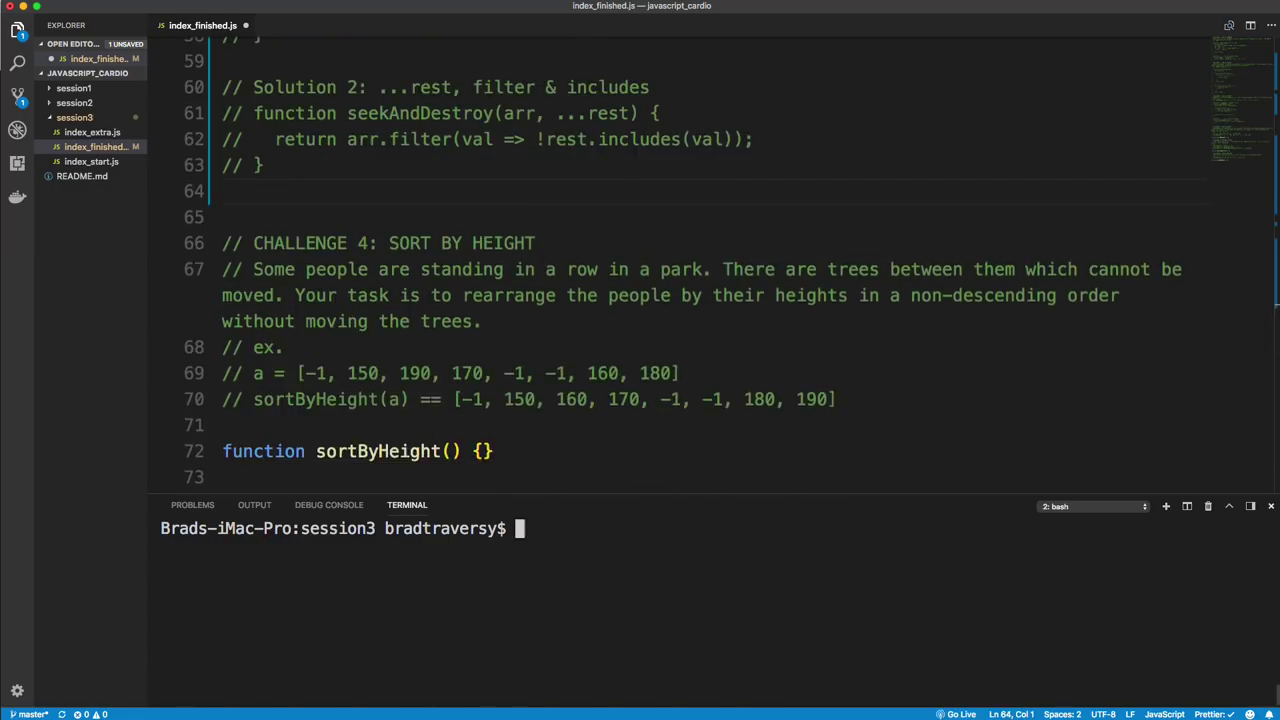 index_finished.js — javascript_cardio
EXPLORER
index_finished.js
OPEN EDITO... 1 UNSAVED
index_finishe.. M
JAVASCRIPT_CARDIO
session1
session2
session3
index_extra.js
index_finished... M
index_start.js
README.md
59
60 // Solution 2: ...rest, filter & includes
61 // function seekAndDestroy(arr, ...rest) {
62 //   return arr.filter(val => !rest.includes(val));
63 // }
64
65
66 // CHALLENGE 4: SORT BY HEIGHT
67 // Some people are standing in a row in a park. There are trees between them which cannot be
moved. Your task is to rearrange the people by their heights in a non-descending order
without moving the trees.
68 // ex.
69 // a = [-1, 150, 190, 170, -1, -1, 160, 180]
70 // sortByHeight(a) == [-1, 150, 160, 170, -1, -1, 180, 190]
71
72 function sortByHeight() {}
73
PROBLEMS OUTPUT DEBUG CONSOLE TERMINAL 2: bash
Brads-iMac-Pro:session3 bradtraversy$
master* 0 0 Go Live Ln 64, Col 1 Spaces: 2 UTF-8 LF JavaScript Prettier: ✓